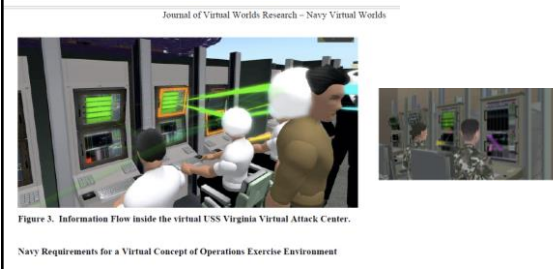 Journal of Virtual Worlds Research – Navy Virtual Worlds
Figure 3. Information Flow inside the virtual USS Virginia Virtual Attack Center.
Navy Requirements for a Virtual Concept of Operations Exercise Environment